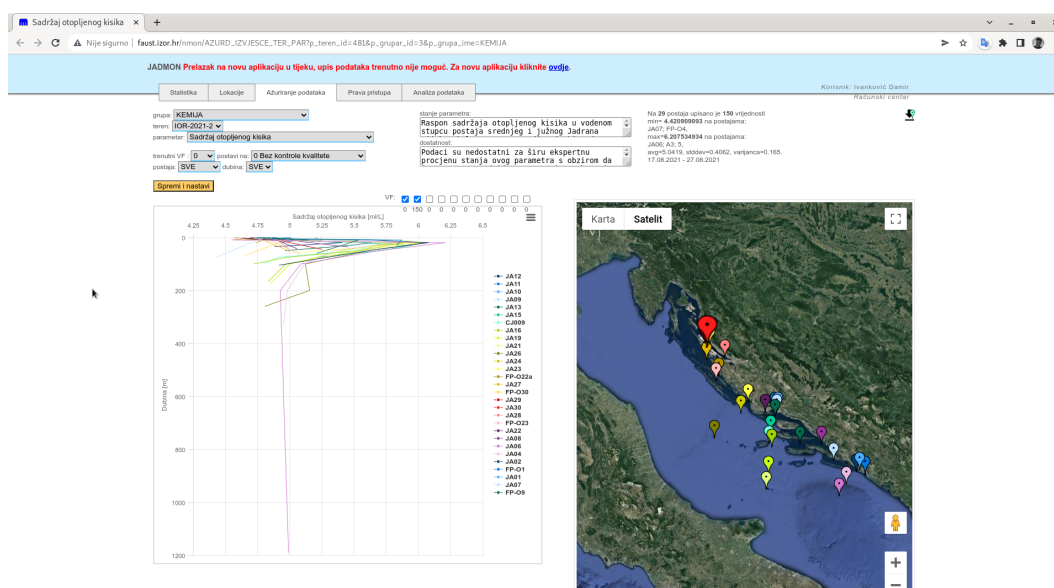 Sadržaj otopljenog kisika × +
Nije sigurno | faust.izor.hr/nmon/AZURD_IZVJESCE_TER_PAR?p_teren_id=481&p_grupar_id=3&p_grupa_ime=KEMIJA
JADMON Prelazak na novu aplikaciju u tijeku, upis podataka trenutno nije moguć. Za novu aplikaciju kliknite ovdje.
Statistika Lokacije Ažuriranje podataka Prava pristupa Analiza podataka
Korisnik: Ivanković Damir
Računski centar
grupa: KEMIJA
teren: IOR-2021-2
parametar: Sadržaj otopljenog kisika
trenutni VF : 0 postavi na: 0 Bez kontrole kvalitete
postaja: SVE dubina: SVE
Spremi i nastavi
stanje parametra:
Raspon sadržaja otopljenog kisika u vodenom
stupcu postaja srednjeg i južnog Jadrana
dostatnost:
Podaci su nedostatni za širu ekspertnu
procjenu stanja ovog parametra s obzirom da
Na 29 postaja upisano je 150 vrijednosti
min= 4.420909093 na postajama:
JA07; FP-O4,
max=6.207534934 na postajama:
JA06; A3; 5,
avg=5.0419, stddev=0.4062, varijanca=0.165.
17.08.2021 - 27.08.2021
VF:
0 150 0 0 0 0 0 0 0 0 0
Sadržaj otopljenog kisika [ml/L]
4.25 4.5 4.75 5 5.25 5.5 5.75 6 6.25 6.5
0
200
400
600
800
1000
1200
Dubina [m]
JA12
JA11
JA10
JA09
JA13
JA15
CJ009
JA16
JA19
JA21
JA26
JA24
JA23
FP-O22a
JA27
FP-O30
JA29
JA30
JA28
FP-O23
JA22
JA08
JA06
JA04
JA02
FP-O1
JA01
JA07
FP-O9
Karta Satelit
+
−